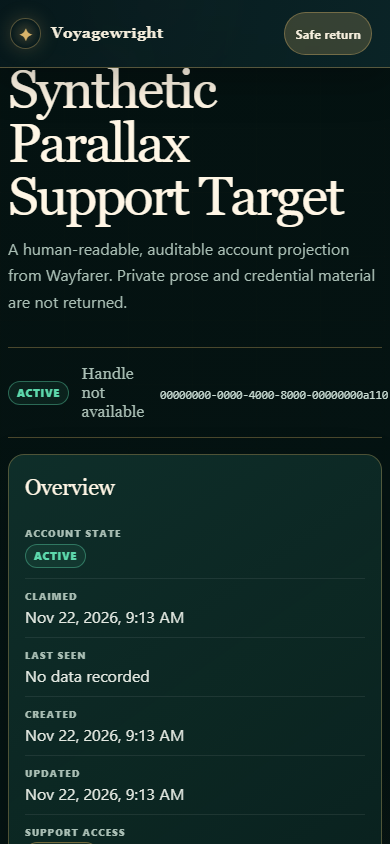 Voyagewright
Safe return
Synthetic
Parallax
Support Target
A human-readable, auditable account projection
from Wayfarer. Private prose and credential material
are not returned.
ACTIVE
Handle
not
available
00000000-0000-4000-8000-00000000a110
Overview
ACCOUNT STATE
ACTIVE
CLAIMED
Nov 22, 2026, 9:13 AM
LAST SEEN
No data recorded
CREATED
Nov 22, 2026, 9:13 AM
UPDATED
Nov 22, 2026, 9:13 AM
SUPPORT ACCESS